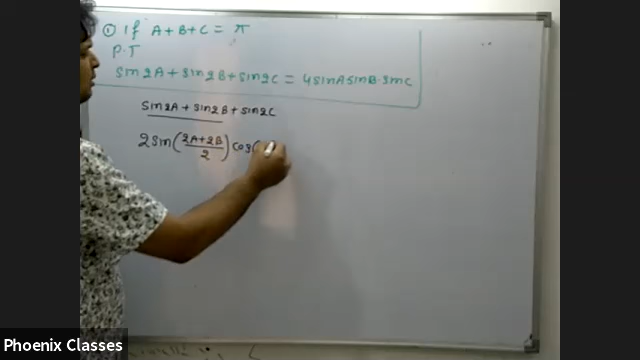 ① If A + B + C = π
P.T
sin2A + sin2B + sin2C = 4sinA sinB·sinC
sin2A + sin2B + sin2C
2sin(2A+2B/2) cos(
Phoenix Classes